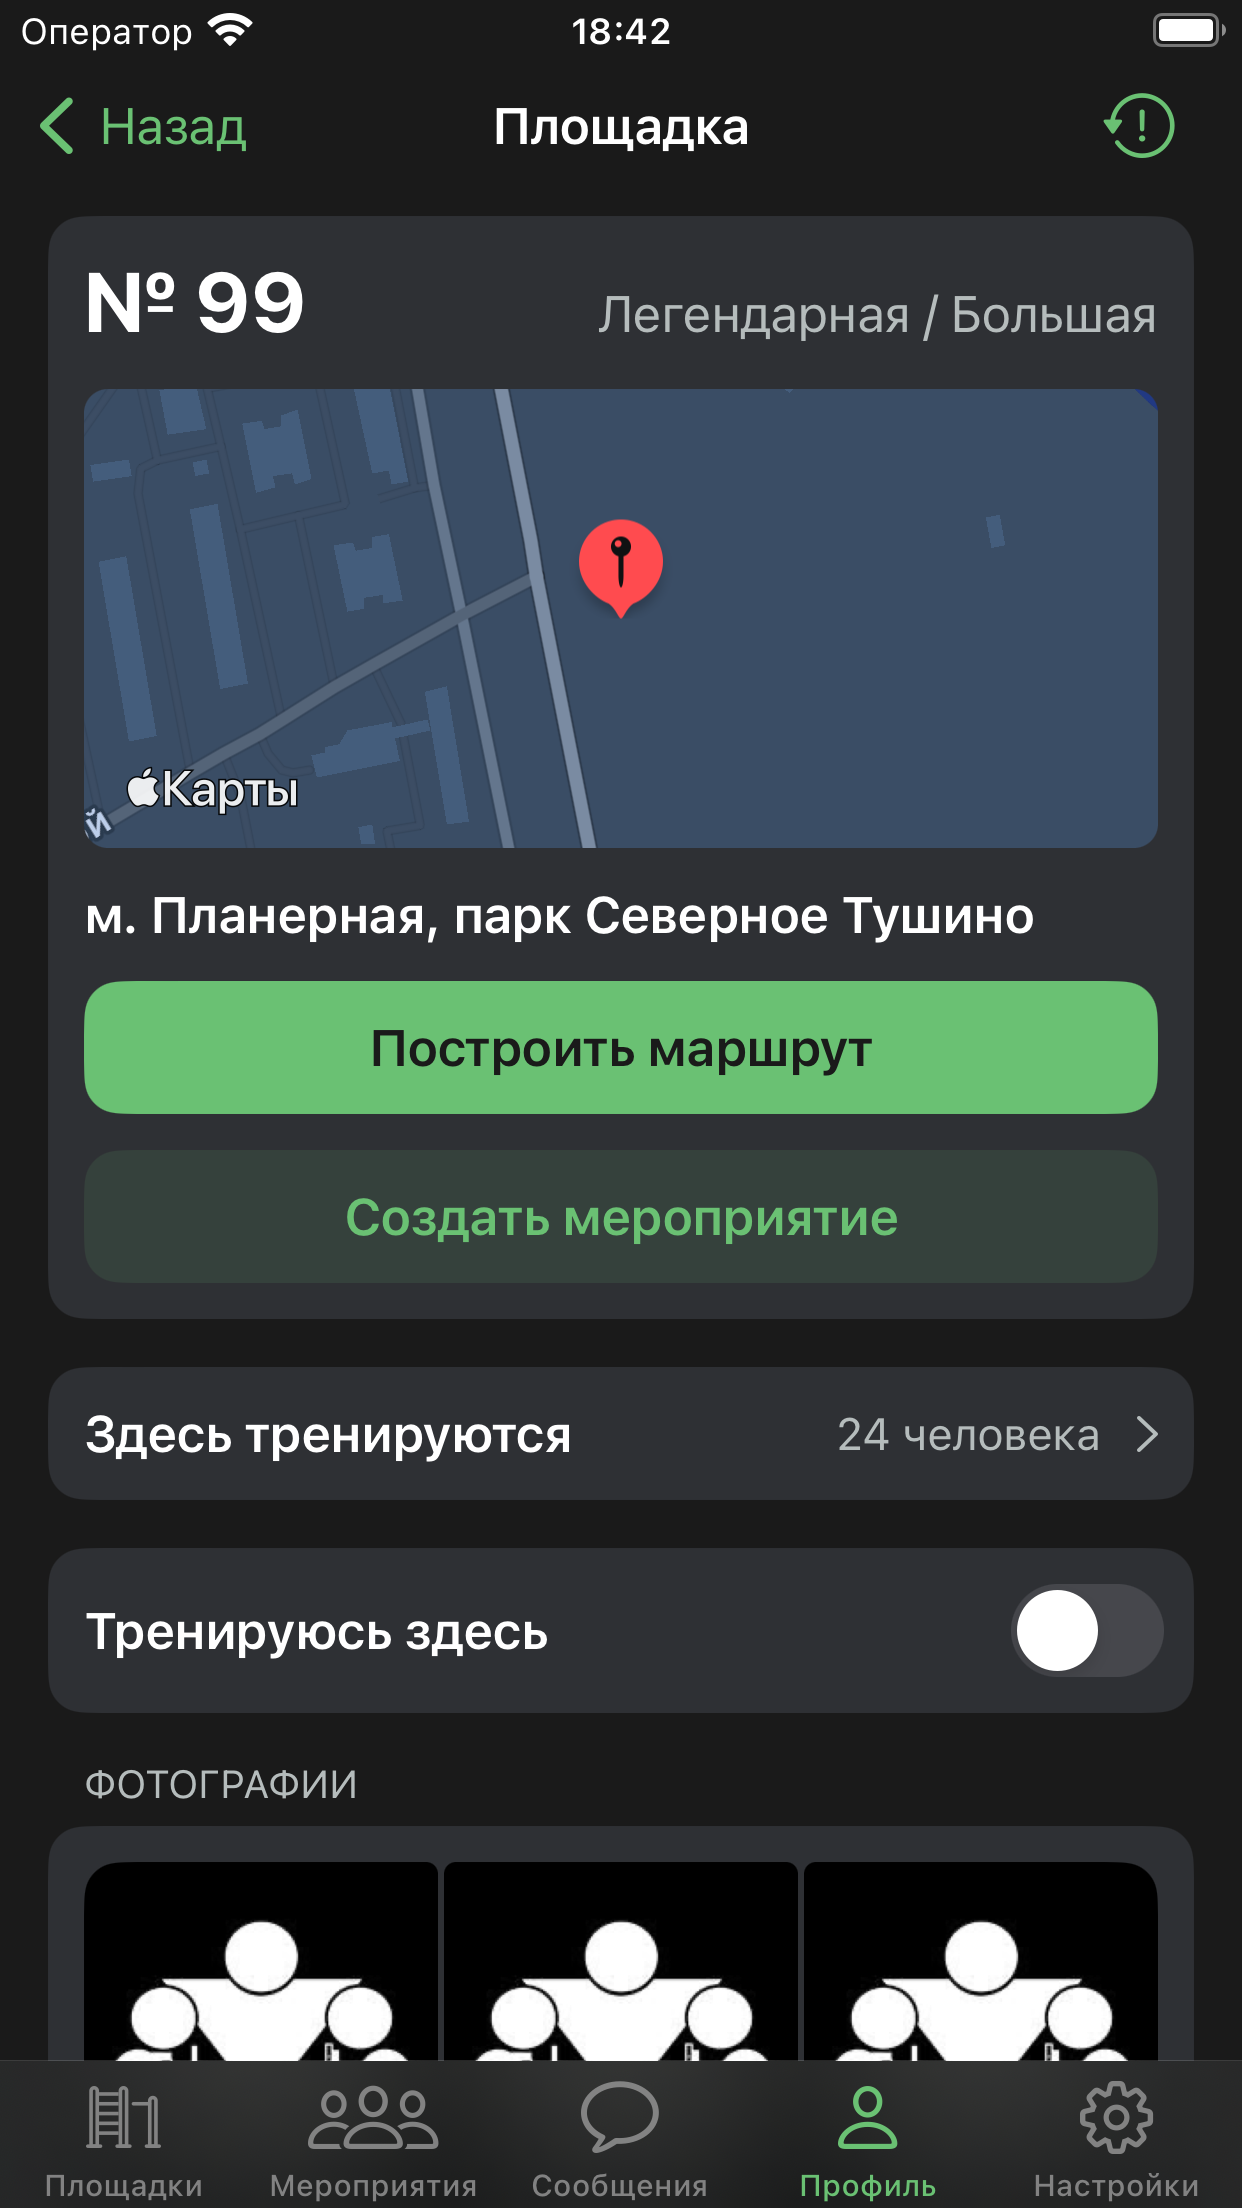 Оператор 18:42
Назад Площадка
№ 99 Легендарная / Большая
Карты
й
м. Планерная, парк Северное Тушино
Построить маршрут
Создать мероприятие
Здесь тренируются 24 человека
Тренируюсь здесь
ФОТОГРАФИИ
Площадки Мероприятия Сообщения Профиль Настройки